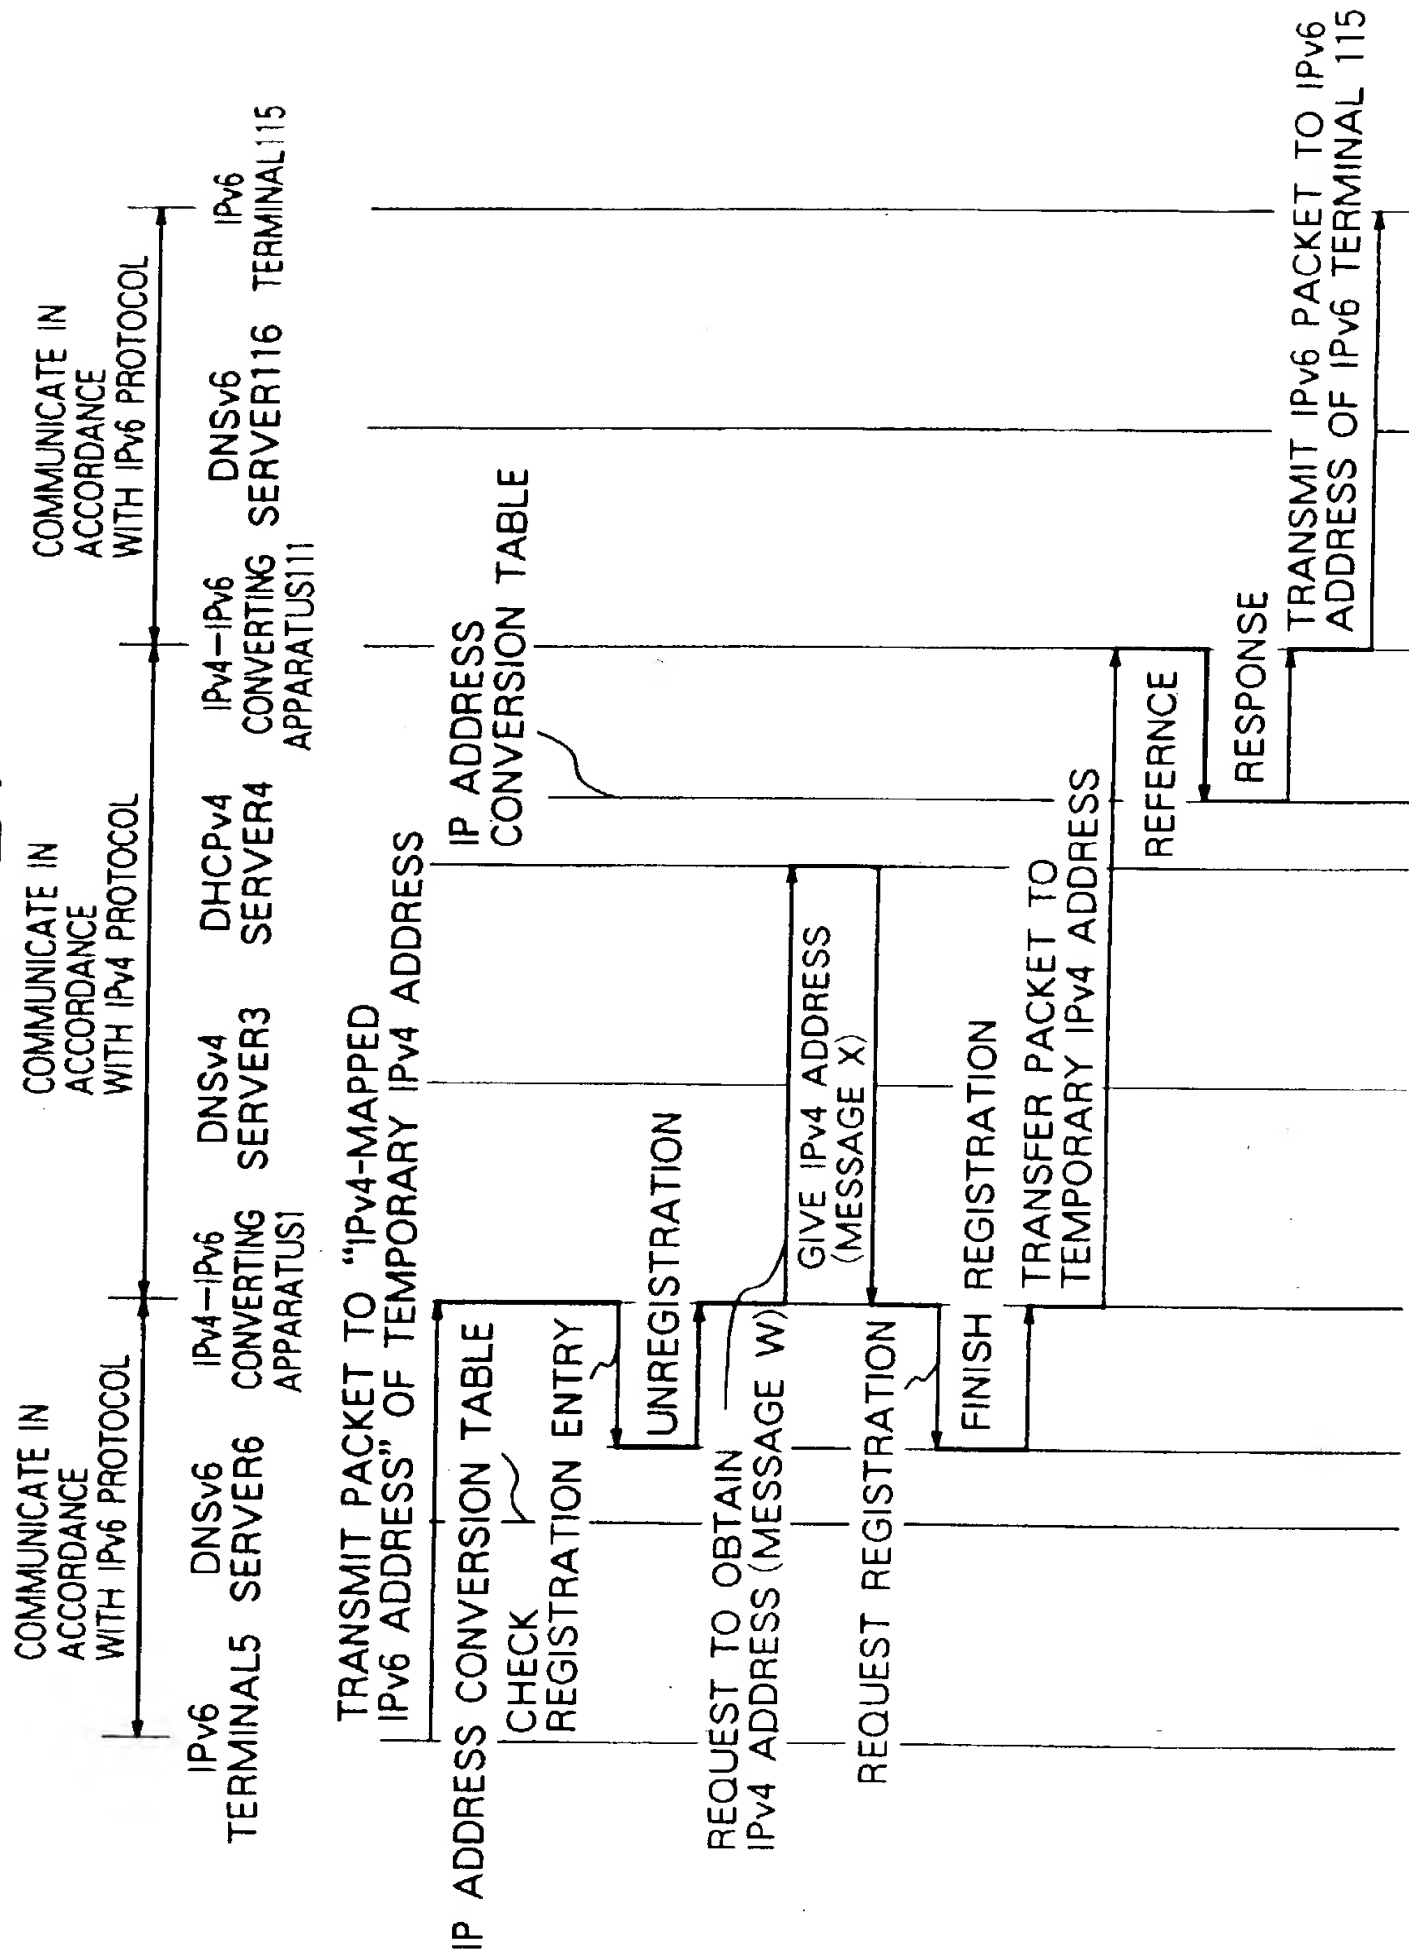 COMMUNICATE IN
ACCORDANCE
WITH IPv6 PROTOCOL
COMMUNICATE IN
ACCORDANCE
WITH IPv4 PROTOCOL
COMMUNICATE IN
ACCORDANCE
WITH IPv6 PROTOCOL
IPv6
TERMINAL5
DNSv6
SERVER6
IPv4-IPv6
CONVERTING
APPARATUS1
DNSv4
SERVER3
DHCPv4
SERVER4
IPv4-IPv6
CONVERTING
APPARATUS111
DNSv6
SERVER116
IPv6
TERMINAL115
TRANSMIT PACKET TO "IPv4-MAPPED
IPv6 ADDRESS" OF TEMPORARY IPv4 ADDRESS
IP ADDRESS CONVERSION TABLE
IP ADDRESS
CONVERSION TABLE
CHECK
REGISTRATION ENTRY
UNREGISTRATION
REQUEST TO OBTAIN
IPv4 ADDRESS (MESSAGE W)
GIVE IPv4 ADDRESS
(MESSAGE X)
REQUEST REGISTRATION
FINISH REGISTRATION
TRANSFER PACKET TO
TEMPORARY IPv4 ADDRESS
REFERNCE
RESPONSE
TRANSMIT IPv6 PACKET TO IPv6
ADDRESS OF IPv6 TERMINAL 115